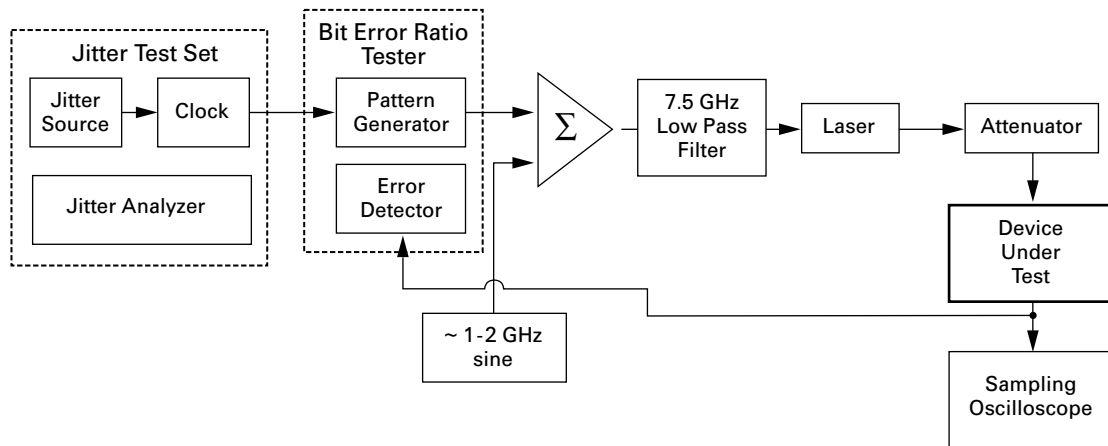 Jitter Test Set
Jitter
Source
Clock
Jitter Analyzer
Bit Error Ratio
Tester
Pattern
Generator
Error
Detector
Σ
7.5 GHz
Low Pass
Filter
Laser
Attenuator
Device
Under
Test
~ 1-2 GHz
sine
Sampling
Oscilloscope